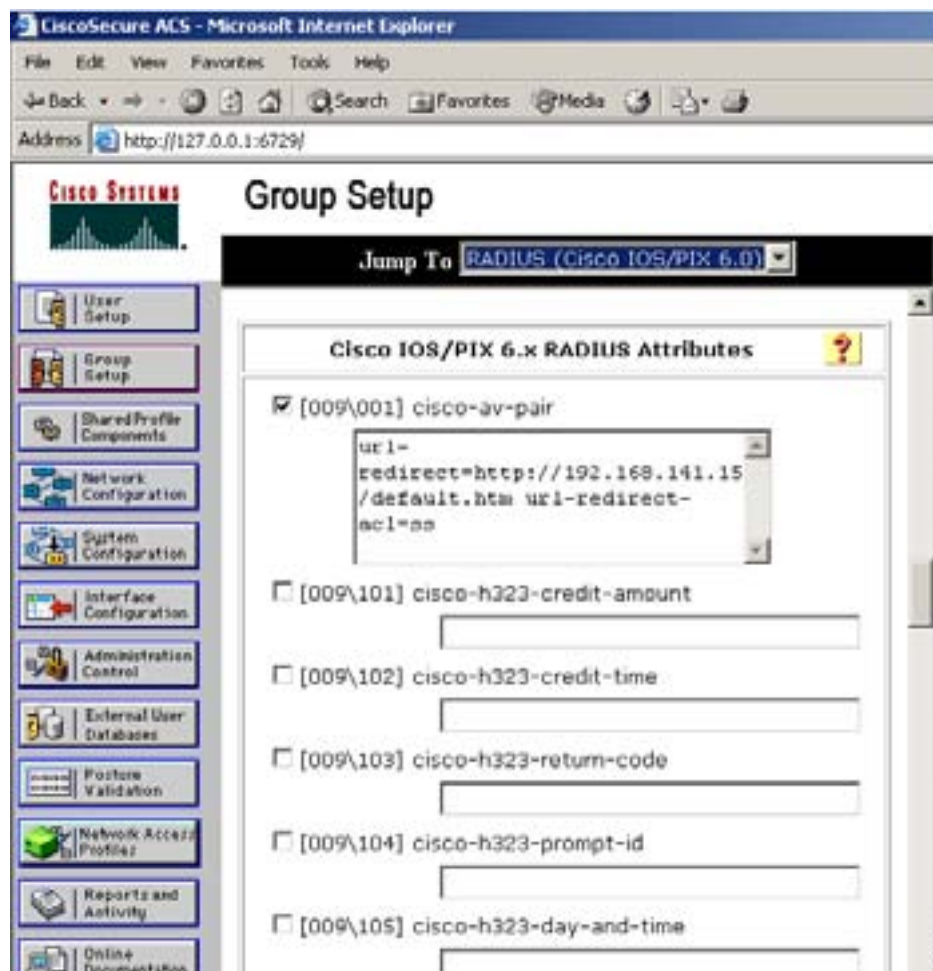 CiscoSecure ACS - Microsoft Internet Explorer
File Edit View Favorites Tools Help
Back Search Favorites Media
Address http://127.0.0.1:6729/
CISCO SYSTEMS
Group Setup
Jump To RADIUS (Cisco IOS/PIX 6.0)
User
Setup
Group
Setup
Shared Profile
Components
Network
Configuration
System
Configuration
Interface
Configuration
Administration
Control
External User
Databases
Posture
Validation
Network Access
Profiles
Reports and
Activity
Online
Documentation
Cisco IOS/PIX 6.x RADIUS Attributes
?
[009\001] cisco-av-pair
url-
redirect=http://192.168.141.15
/default.htm url-redirect-
acl=ss
[009\101] cisco-h323-credit-amount
[009\102] cisco-h323-credit-time
[009\103] cisco-h323-return-code
[009\104] cisco-h323-prompt-id
[009\105] cisco-h323-day-and-time